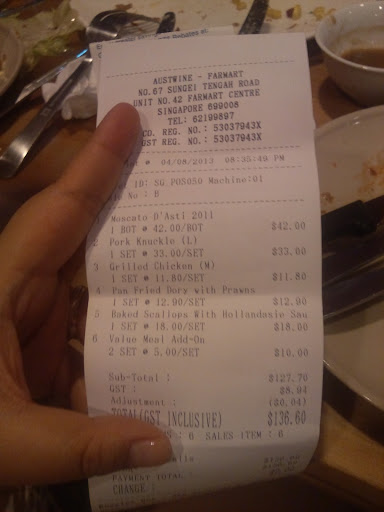 AUSTWINE - FARMART
NO.67 SUNGEI TENGAH ROAD
UNIT NO.42 FARMART CENTRE
SINGAPORE 699008
TEL: 62199897
CO. REG. NO.: 53037943X
GST REG. NO.: 53037943X
@ 04/08/2012 08:35:49 PM
ID: SG POS050 Machine:01
No : B
Moscato D'Asti 2011
1 BOT @ 42.00/BOT $42.00
2 Pork Knuckle (L)
1 SET @ 33.00/SET $33.00
3 Grilled Chicken (M)
1 SET @ 11.80/SET $11.80
4 Pan Fried Dory with Prawns
1 SET @ 12.90/SET $12.90
5 Baked Scallops With Hollandasie Sau
1 SET @ 18.00/SET $18.00
6 Value Meal Add-On
2 SET @ 5.00/SET $10.00
Sub-Total : $127.70
GST : $8.94
Adjustment : ($0.04)
TOTAL(GST INCLUSIVE) $136.60
: 6 SALES ITEM : 6
PAYMENT TOTAL :
CHANGE :